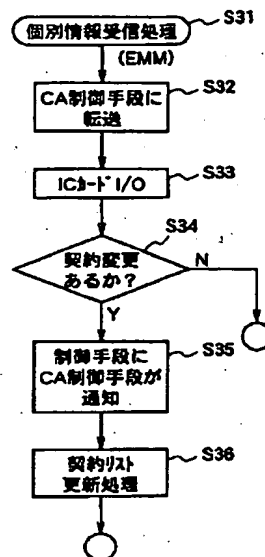 S31
個別情報受信処理
(EMM)
S32
CA制御手段に
転送
S33
ICｶｰﾄﾞ I/O
S34
契約変更
あるか?
N
Y
S35
制御手段に
CA制御手段が
通知
S36
契約ﾘｽﾄ
更新処理